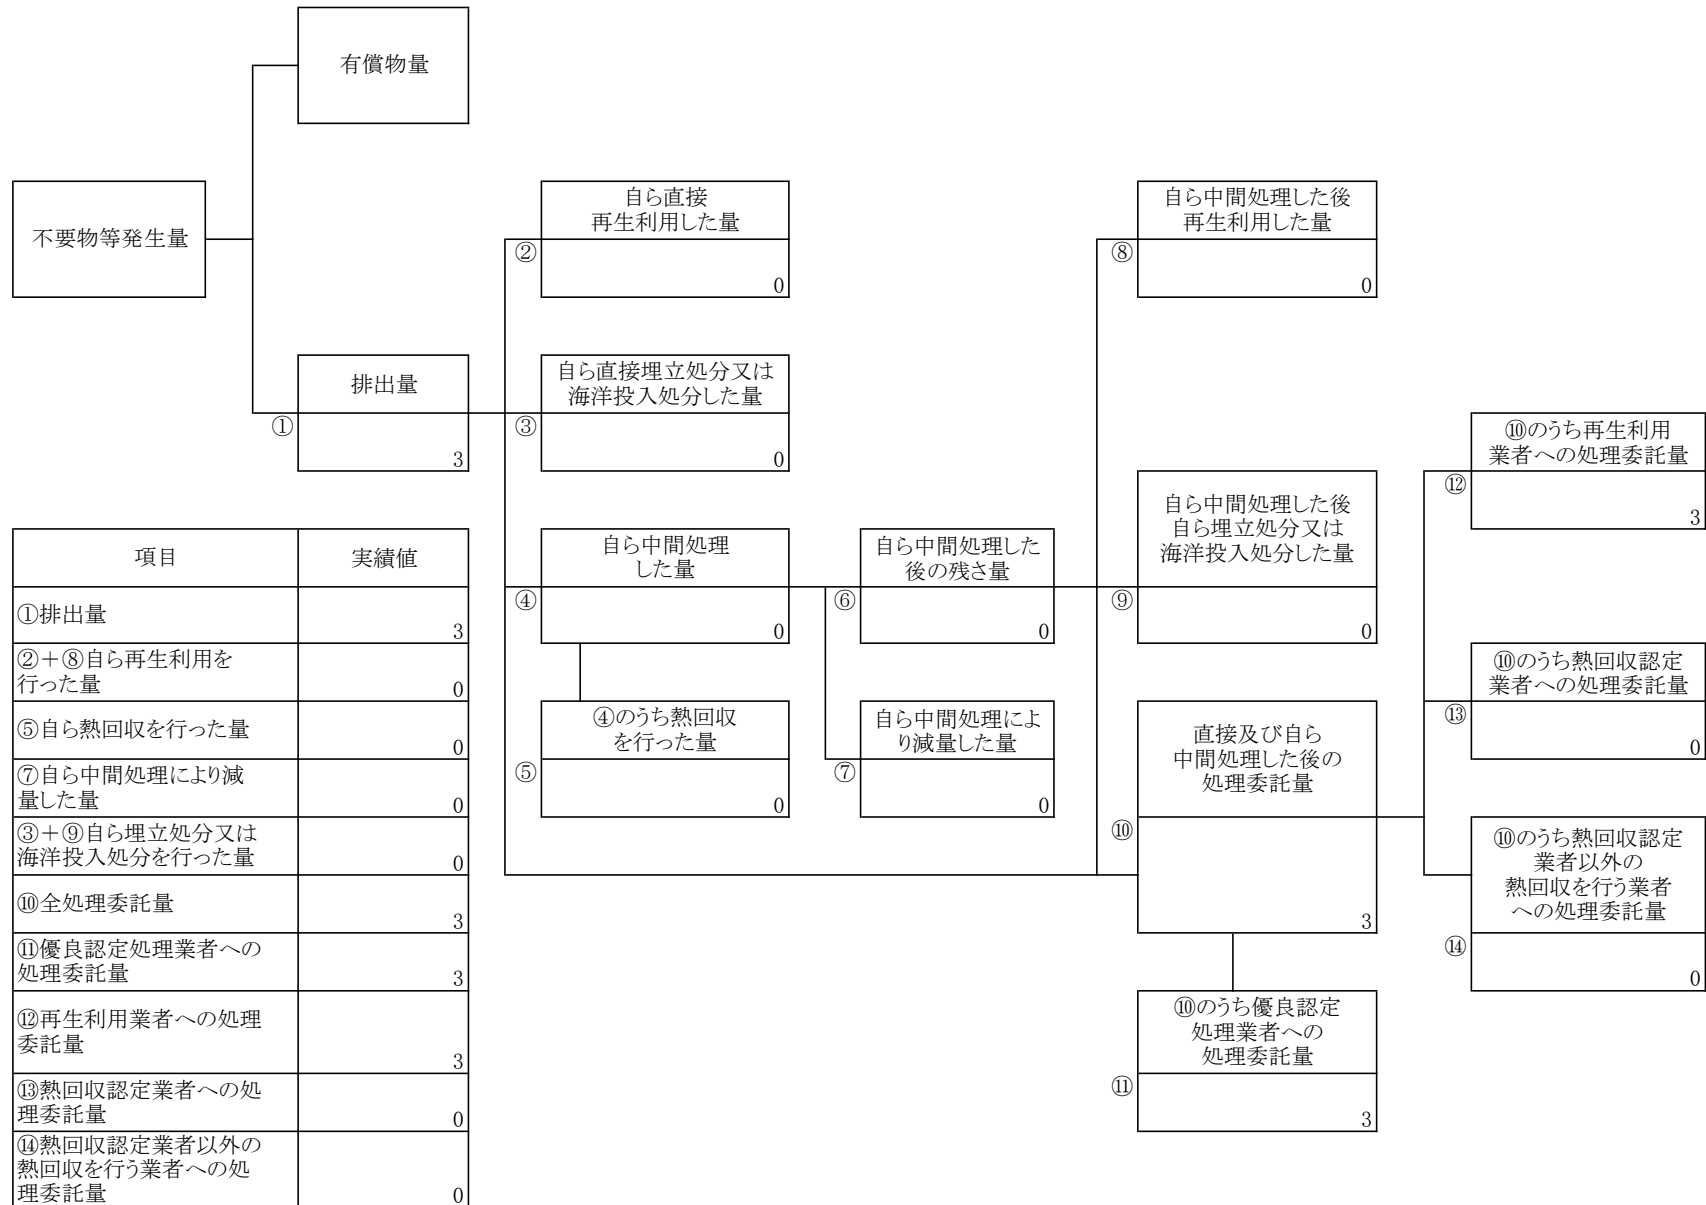 有償物量
不要物等発生量
自ら直接
再生利用した量
②
0
自ら中間処理した後
再生利用した量
⑧
0
排出量
①
3
自ら直接埋立処分又は
海洋投入処分した量
③
0
⑩のうち再生利用
業者への処理委託量
⑫
3
自ら中間処理
した量
④
0
自ら中間処理した
後の残さ量
⑥
0
自ら中間処理した後
自ら埋立処分又は
海洋投入処分した量
⑨
0
④のうち熱回収
を行った量
⑤
0
自ら中間処理によ
り減量した量
⑦
0
直接及び自ら
中間処理した後の
処理委託量
⑩
3
⑩のうち熱回収認定
業者への処理委託量
⑬
0
⑩のうち熱回収認定
業者以外の
熱回収を行う業者
への処理委託量
⑭
0
⑩のうち優良認定
処理業者への
処理委託量
⑪
3
項目 実績値
①排出量
3
②＋⑧自ら再生利用を
行った量
0
⑤自ら熱回収を行った量
0
⑦自ら中間処理により減
量した量
0
③＋⑨自ら埋立処分又は
海洋投入処分を行った量
0
⑩全処理委託量
3
⑪優良認定処理業者への
処理委託量
3
⑫再生利用業者への処理
委託量
3
⑬熱回収認定業者への処
理委託量
0
⑭熱回収認定業者以外の
熱回収を行う業者への処
理委託量
0